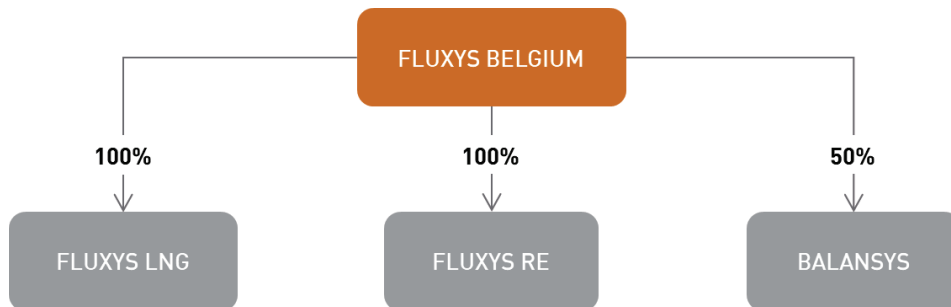 FLUXYS BELGIUM
100%
100%
50%
FLUXYS LNG
FLUXYS RE
BALANSYS